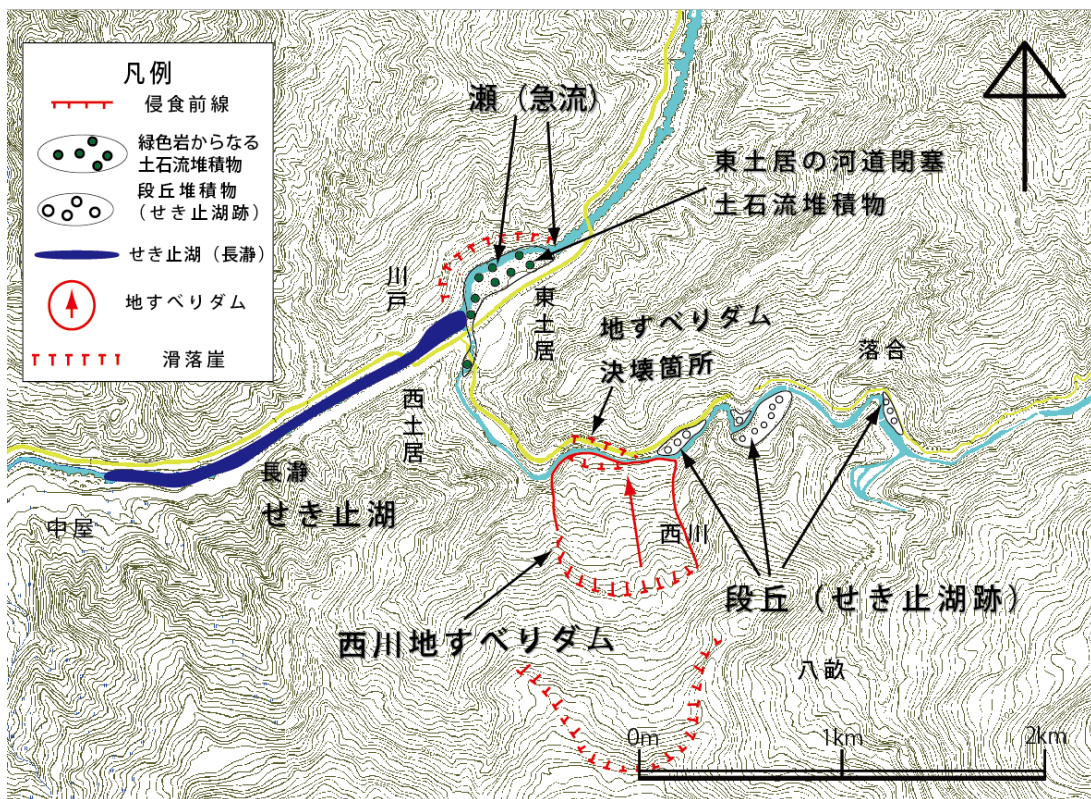 凡例
侵食前線
緑色岩からなる
土石流堆積物
段丘堆積物
（せき止湖跡）
せき止湖（長瀞）
地すべりダム
滑落崖
瀬（急流）
東土居の河道閉塞
土石流堆積物
川戸
東土居
地すべりダム
決壊箇所
落合
西土居
長瀞
せき止湖
中屋
西川
段丘（せき止湖跡）
西川地すべりダム
八畝
0m
1km
2km